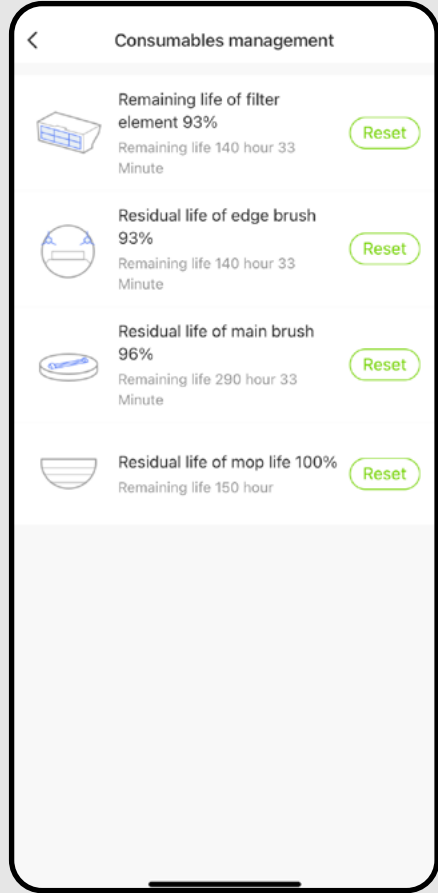 Consumables management
Remaining life of filter
element 93%
Remaining life 140 hour 33
Minute
Reset
Residual life of edge brush
93%
Remaining life 140 hour 33
Minute
Reset
Residual life of main brush
96%
Remaining life 290 hour 33
Minute
Reset
Residual life of mop life 100%
Remaining life 150 hour
Reset